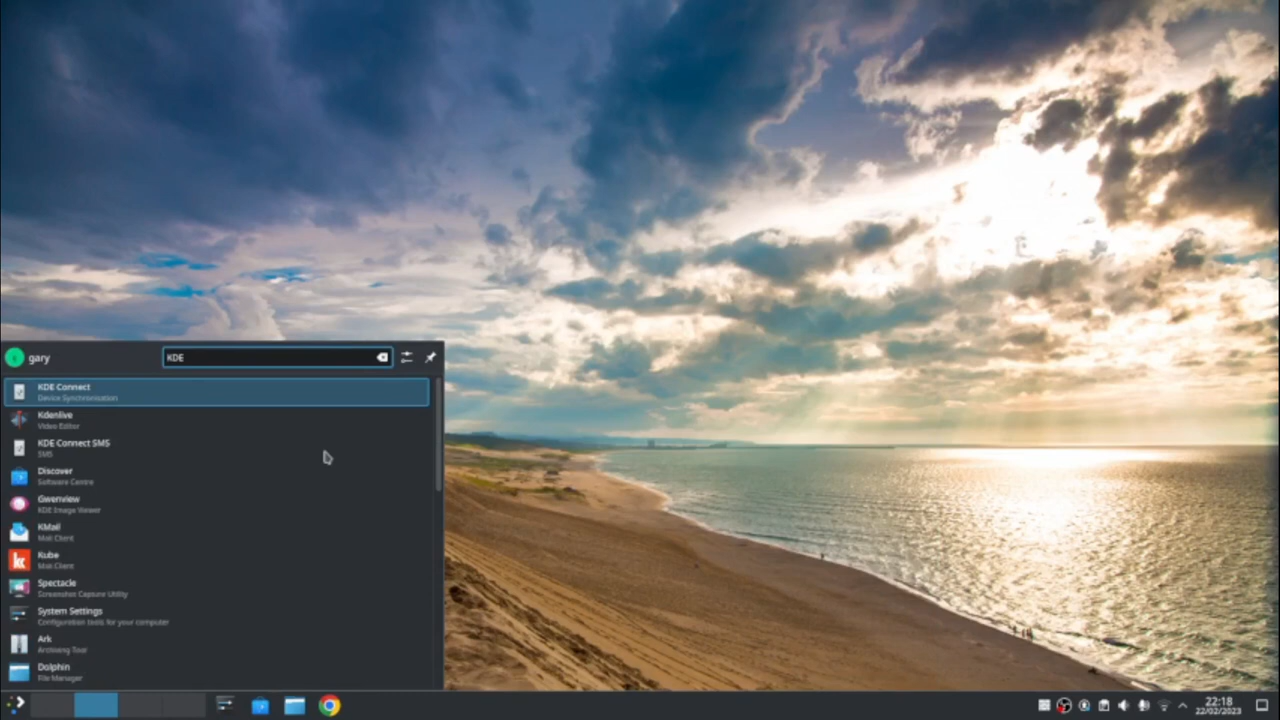 gary
KDE
KDE Connect
Device Synchronisation
Kdenlive
Video Editor
KDE Connect SMS
SMS
Discover
Software Centre
Gwenview
KDE Image Viewer
KMail
Mail Client
Kube
Mail Client
Spectacle
Screenshot Capture Utility
System Settings
Configuration tools for your computer
Ark
Archiving Tool
Dolphin
File Manager
22:18
22/02/2023